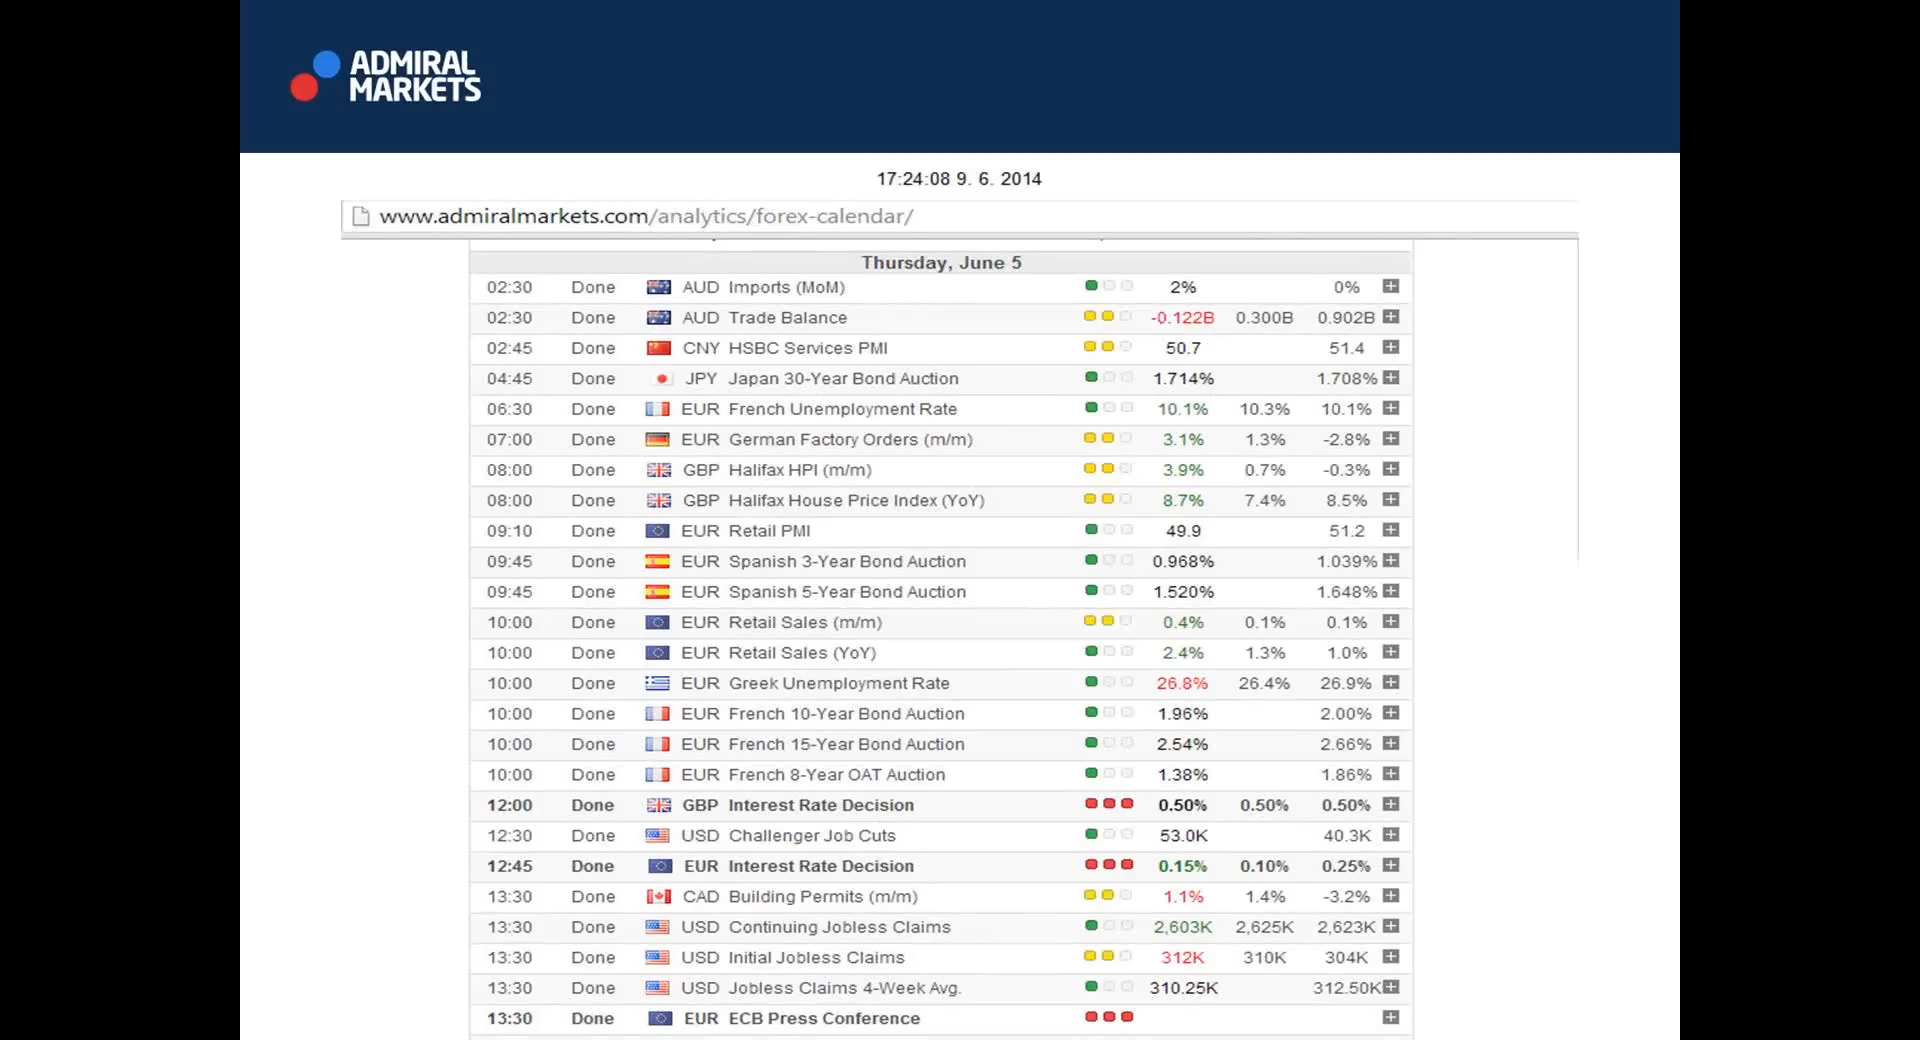 ADMIRAL
MARKETS
17:24:08 9. 6. 2014
www.admiralmarkets.com/analytics/forex-calendar/
Thursday, June 5
02:30 Done AUD Imports (MoM) 2% 0%
02:30 Done AUD Trade Balance -0.122B 0.300B 0.902B
02:45 Done CNY HSBC Services PMI 50.7 51.4
04:45 Done JPY Japan 30-Year Bond Auction 1.714% 1.708%
06:30 Done EUR French Unemployment Rate 10.1% 10.3% 10.1%
07:00 Done EUR German Factory Orders (m/m) 3.1% 1.3% -2.8%
08:00 Done GBP Halifax HPI (m/m) 3.9% 0.7% -0.3%
08:00 Done GBP Halifax House Price Index (YoY) 8.7% 7.4% 8.5%
09:10 Done EUR Retail PMI 49.9 51.2
09:45 Done EUR Spanish 3-Year Bond Auction 0.968% 1.039%
09:45 Done EUR Spanish 5-Year Bond Auction 1.520% 1.648%
10:00 Done EUR Retail Sales (m/m) 0.4% 0.1% 0.1%
10:00 Done EUR Retail Sales (YoY) 2.4% 1.3% 1.0%
10:00 Done EUR Greek Unemployment Rate 26.8% 26.4% 26.9%
10:00 Done EUR French 10-Year Bond Auction 1.96% 2.00%
10:00 Done EUR French 15-Year Bond Auction 2.54% 2.66%
10:00 Done EUR French 8-Year OAT Auction 1.38% 1.86%
12:00 Done GBP Interest Rate Decision 0.50% 0.50% 0.50%
12:30 Done USD Challenger Job Cuts 53.0K 40.3K
12:45 Done EUR Interest Rate Decision 0.15% 0.10% 0.25%
13:30 Done CAD Building Permits (m/m) 1.1% 1.4% -3.2%
13:30 Done USD Continuing Jobless Claims 2,603K 2,625K 2,623K
13:30 Done USD Initial Jobless Claims 312K 310K 304K
13:30 Done USD Jobless Claims 4-Week Avg. 310.25K 312.50K
13:30 Done EUR ECB Press Conference